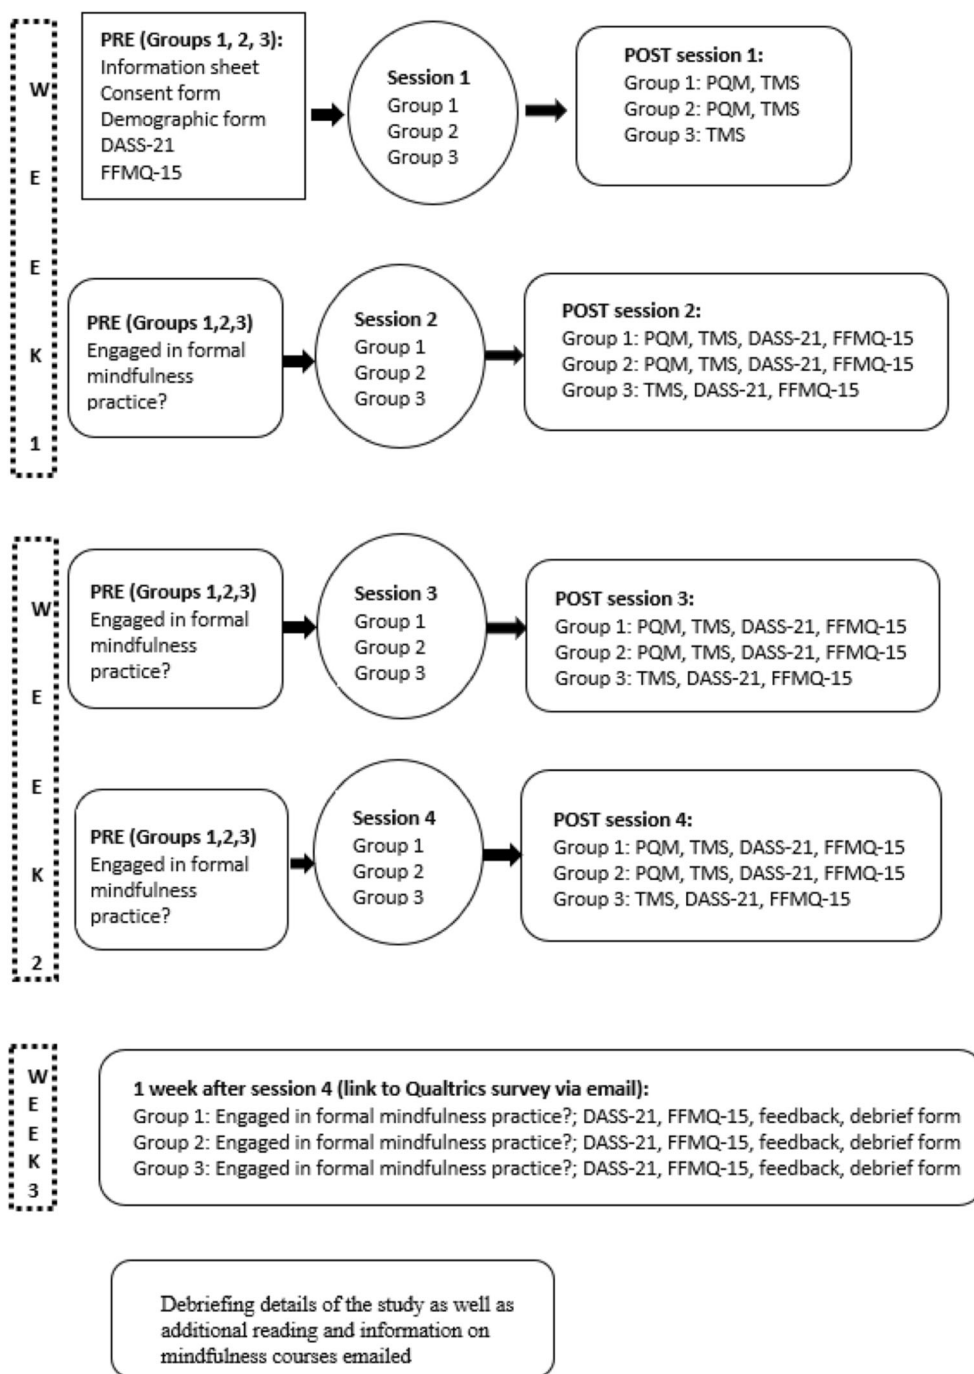 W
E
E
K
1
PRE (Groups 1, 2, 3):
Information sheet
Consent form
Demographic form
DASS-21
FFMQ-15
Session 1
Group 1
Group 2
Group 3
POST session 1:
Group 1: PQM, TMS
Group 2: PQM, TMS
Group 3: TMS
PRE (Groups 1,2,3)
Engaged in formal
mindfulness
practice?
Session 2
Group 1
Group 2
Group 3
POST session 2:
Group 1: PQM, TMS, DASS-21, FFMQ-15
Group 2: PQM, TMS, DASS-21, FFMQ-15
Group 3: TMS, DASS-21, FFMQ-15
W
E
E
K
2
PRE (Groups 1,2,3)
Engaged in formal
mindfulness
practice?
Session 3
Group 1
Group 2
Group 3
POST session 3:
Group 1: PQM, TMS, DASS-21, FFMQ-15
Group 2: PQM, TMS, DASS-21, FFMQ-15
Group 3: TMS, DASS-21, FFMQ-15
PRE (Groups 1,2,3)
Engaged in formal
mindfulness
practice?
Session 4
Group 1
Group 2
Group 3
POST session 4:
Group 1: PQM, TMS, DASS-21, FFMQ-15
Group 2: PQM, TMS, DASS-21, FFMQ-15
Group 3: TMS, DASS-21, FFMQ-15
W
E
E
K
3
1 week after session 4 (link to Qualtrics survey via email):
Group 1: Engaged in formal mindfulness practice?; DASS-21, FFMQ-15, feedback, debrief form
Group 2: Engaged in formal mindfulness practice?; DASS-21, FFMQ-15, feedback, debrief form
Group 3: Engaged in formal mindfulness practice?; DASS-21, FFMQ-15, feedback, debrief form
Debriefing details of the study as well as
additional reading and information on
mindfulness courses emailed